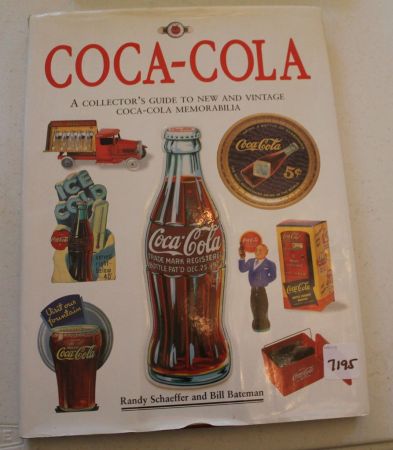 COCA-COLA
A COLLECTOR'S GUIDE TO NEW AND VINTAGE
COCA-COLA MEMORABILIA
Coca-Cola
5¢
ICE
COLD
Coca-Cola
TRADE MARK REGISTERED
BOTTLE PAT'D DEC. 25, 1923
Visit our
fountain
Coca-Cola
Coca-Cola
7195
Randy Schaeffer and Bill Bateman